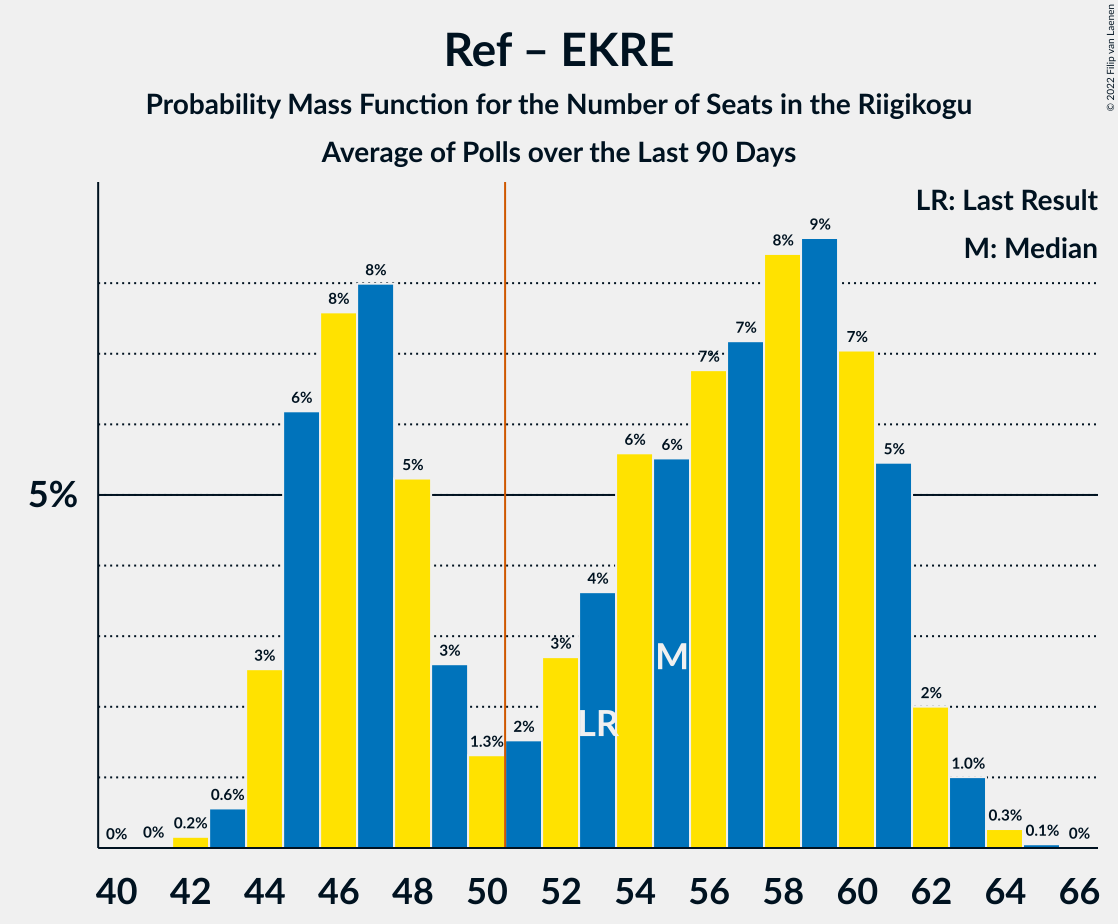 Ref – EKRE
Probability Mass Function for the Number of Seats in the Riigikogu
Average of Polls over the Last 90 Days
© 2022 Filip van Laenen
LR: Last Result
M: Median
5%
0% 0% 0.2% 0.6% 3% 6% 8% 8% 5% 3% 1.3% 2% 3% 4% 6% 6% 7% 7% 8% 9% 7% 5% 2% 1.0% 0.3% 0.1% 0%
M
LR
40 42 44 46 48 50 52 54 56 58 60 62 64 66